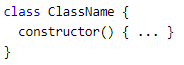 class ClassName {
  constructor() { ... }
}